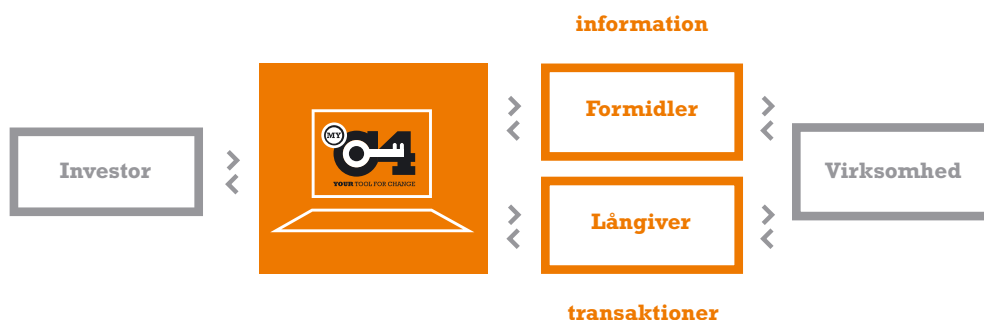 information
Investor
MY
C4
YOUR TOOL FOR CHANGE
Formidler
Långiver
Virksomhed
transaktioner